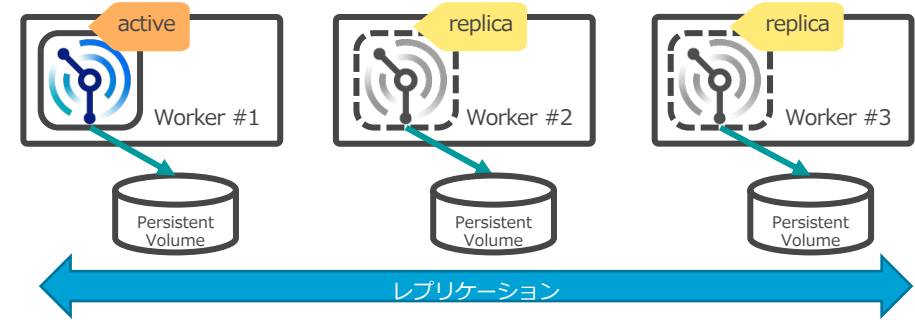 active
replica
replica
Worker #1
Worker #2
Worker #3
Persistent
Volume
Persistent
Volume
Persistent
Volume
レプリケーション